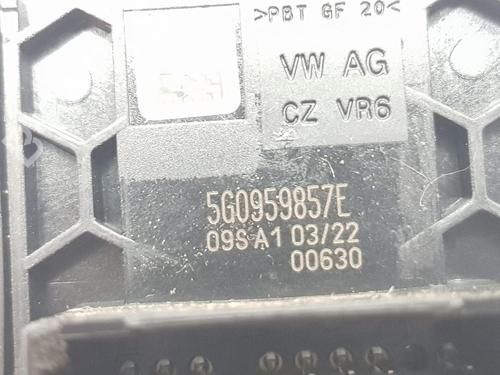 >PBT GF 20<
VW AG
CZ VR6
5G0959857E
09S A1 03/22
00630